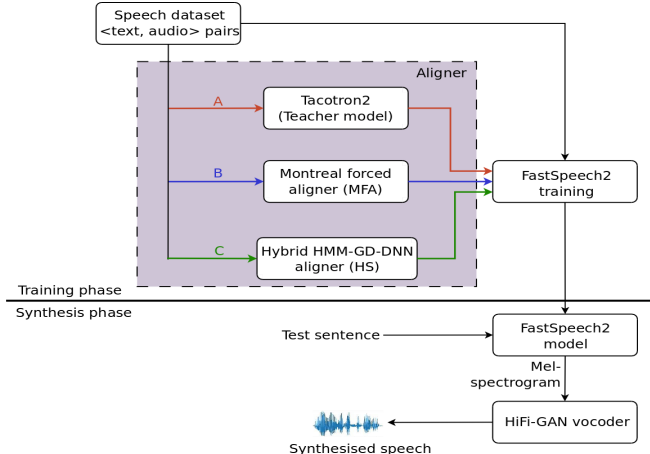 Speech dataset
<text, audio> pairs
Aligner
A
Tacotron2
(Teacher model)
B
Montreal forced
aligner (MFA)
FastSpeech2
training
C
Hybrid HMM-GD-DNN
aligner (HS)
Training phase
Synthesis phase
Test sentence
FastSpeech2
model
Mel-
spectrogram
HiFi-GAN vocoder
Synthesised speech